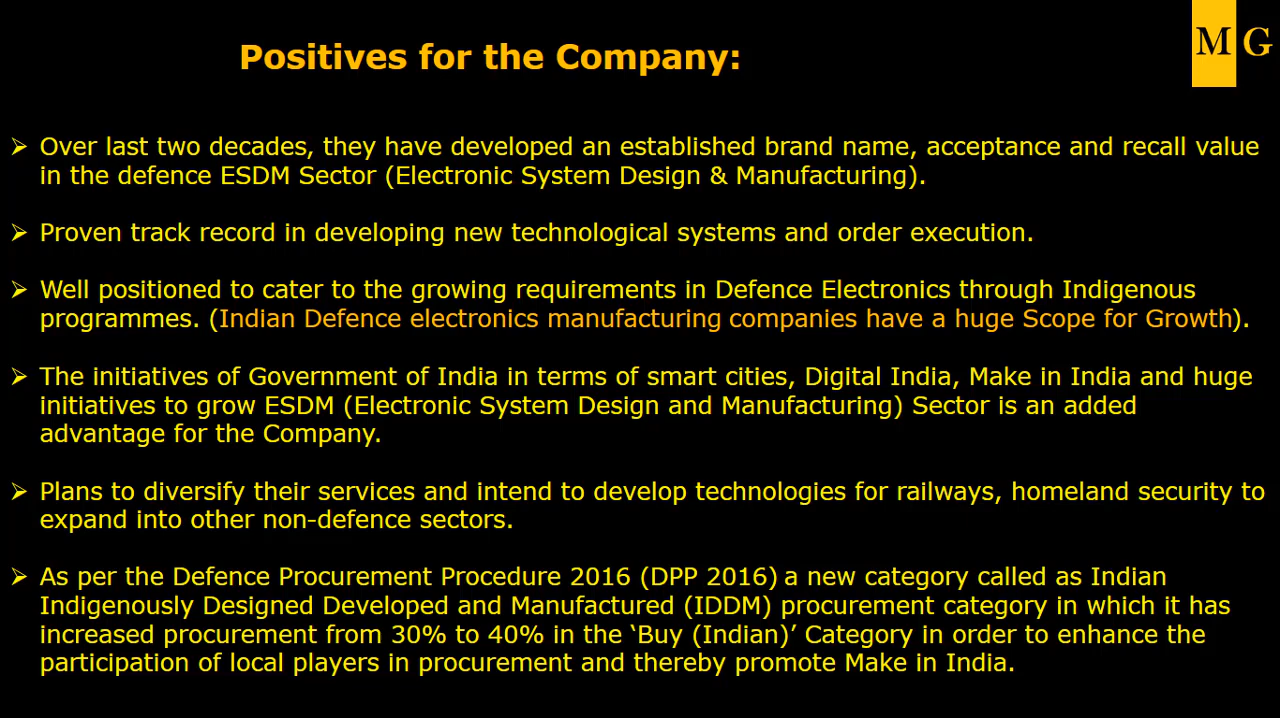 M G
Positives for the Company:
➢ Over last two decades, they have developed an established brand name, acceptance and recall value
in the defence ESDM Sector (Electronic System Design & Manufacturing).
➢ Proven track record in developing new technological systems and order execution.
➢ Well positioned to cater to the growing requirements in Defence Electronics through Indigenous
programmes. (Indian Defence electronics manufacturing companies have a huge Scope for Growth).
➢ The initiatives of Government of India in terms of smart cities, Digital India, Make in India and huge
initiatives to grow ESDM (Electronic System Design and Manufacturing) Sector is an added
advantage for the Company.
➢ Plans to diversify their services and intend to develop technologies for railways, homeland security to
expand into other non-defence sectors.
➢ As per the Defence Procurement Procedure 2016 (DPP 2016) a new category called as Indian
Indigenously Designed Developed and Manufactured (IDDM) procurement category in which it has
increased procurement from 30% to 40% in the ‘Buy (Indian)’ Category in order to enhance the
participation of local players in procurement and thereby promote Make in India.